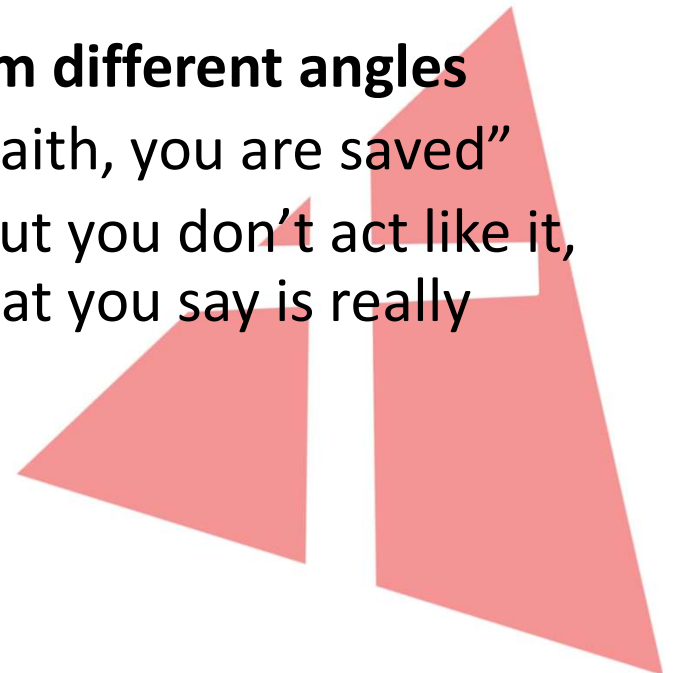 m different angles
aith, you are saved”
ut you don’t act like it,
at you say is really